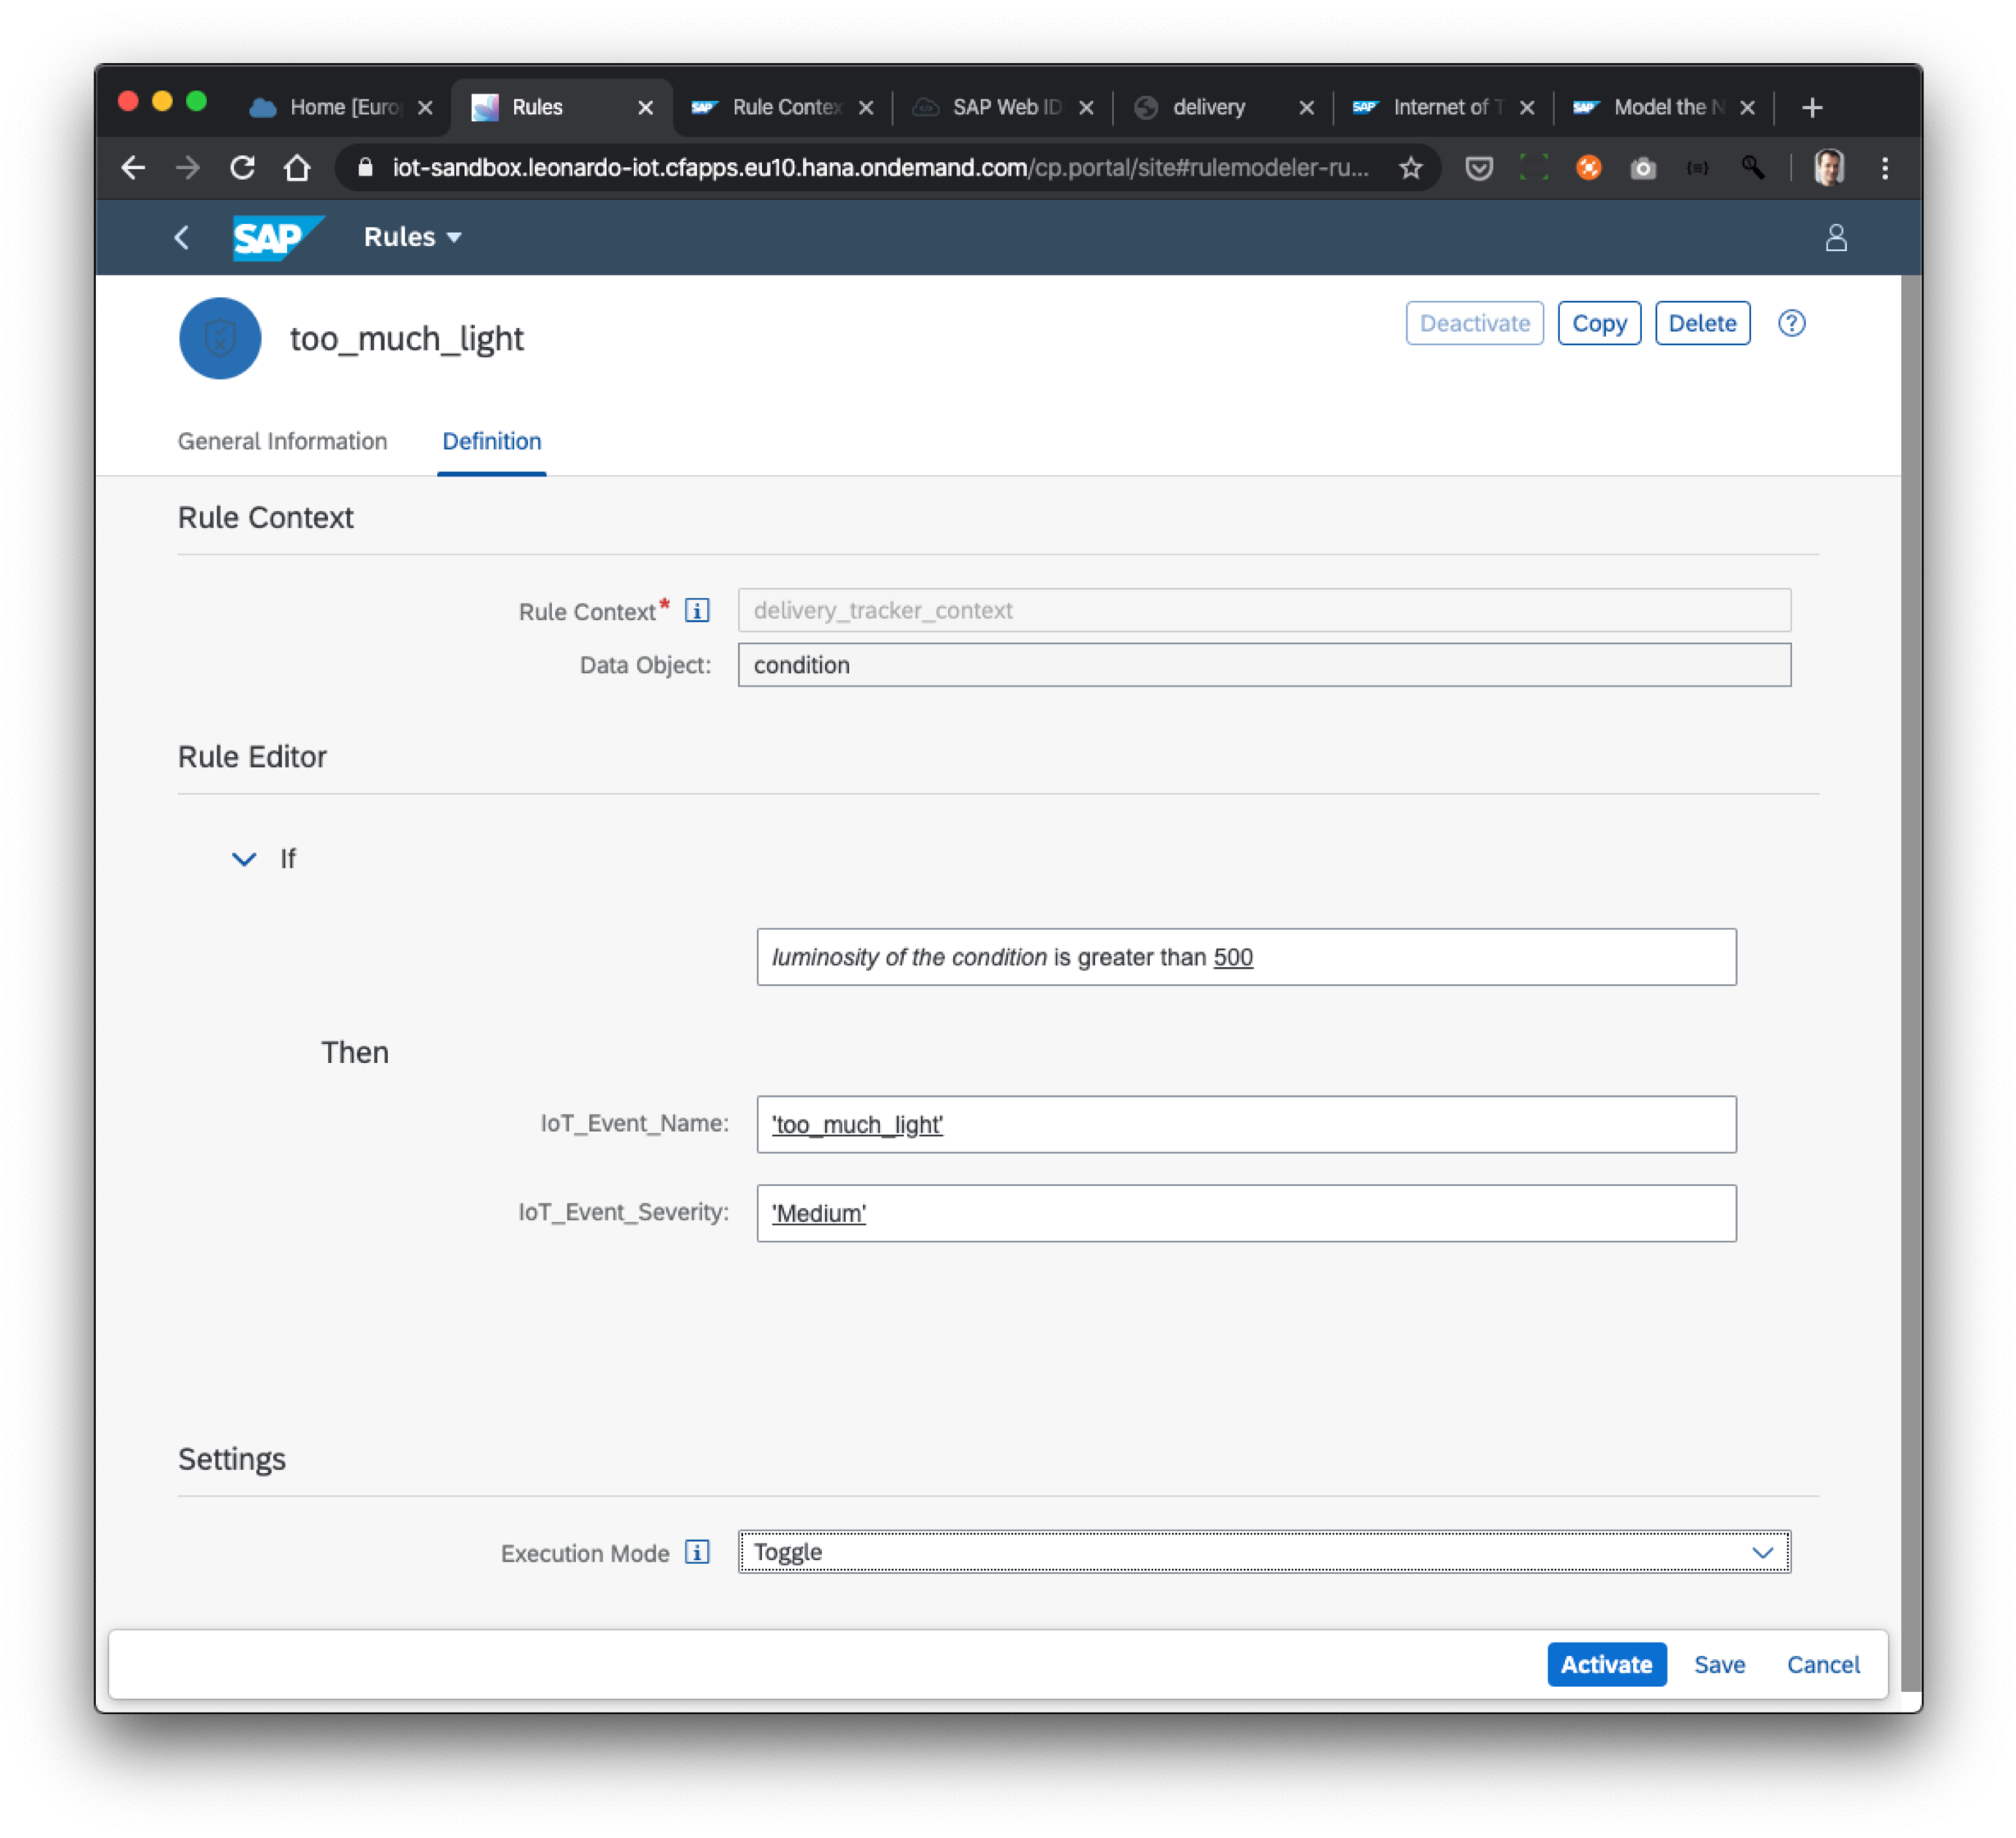 Home [Euro
Rules
SAP Rule Contex
SAP Web ID
delivery
SAP Internet of T
SAP Model the N
iot-sandbox.leonardo-iot.cfapps.eu10.hana.ondemand.com/cp.portal/site#rulemodeler-ru...
SAP Rules
too_much_light
Deactivate Copy Delete ?
General Information Definition
Rule Context
Rule Context* i delivery_tracker_context
Data Object: condition
Rule Editor
If
luminosity of the condition is greater than 500
Then
IoT_Event_Name: 'too_much_light'
IoT_Event_Severity: 'Medium'
Settings
Execution Mode i Toggle
Activate Save Cancel